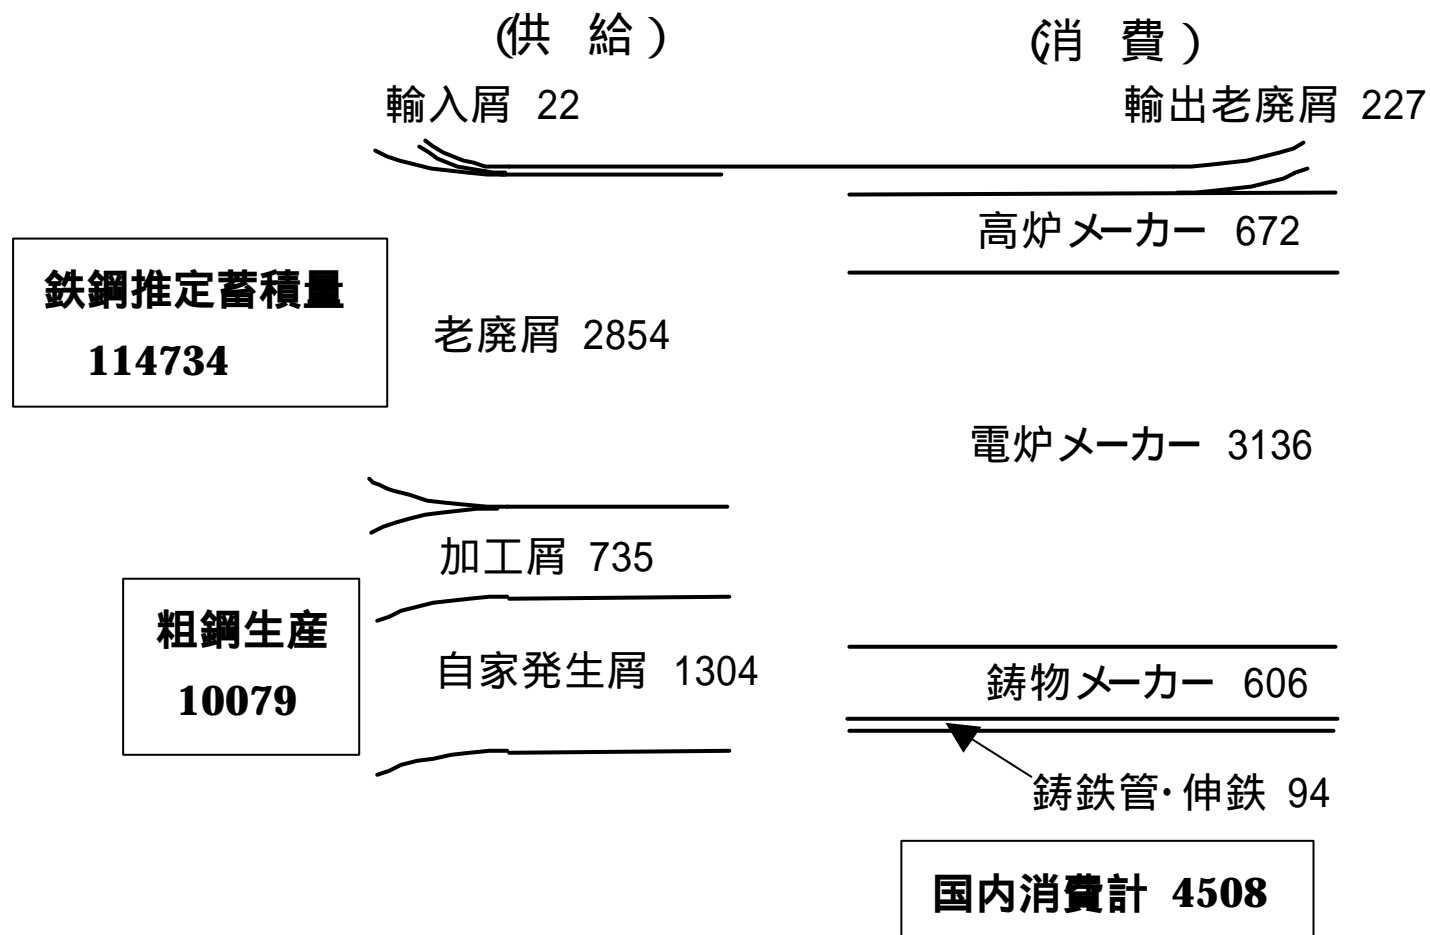 (供 給)
(消 費)
輸入屑 22
輸出老廃屑 227
高炉メーカー 672
鉄鋼推定蓄積量
114734
老廃屑 2854
電炉メーカー 3136
加工屑 735
粗鋼生産
10079
自家発生屑 1304
鋳物メーカー 606
鋳鉄管・伸鉄 94
国内消費計 4508